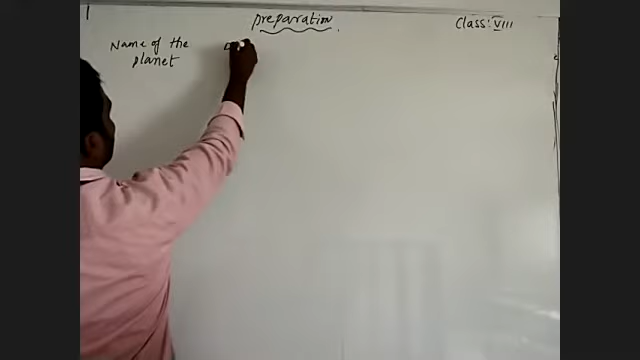 preparation
Class: VIII
Name of the
planet